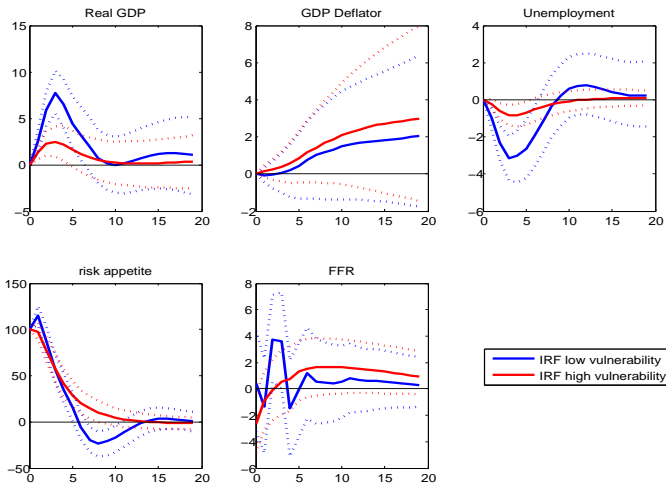 Real GDP
15
10
5
0
−5
0 5 10 15 20
GDP Deflator
8
6
4
2
0
−2
0 5 10 15 20
Unemployment
4
2
0
−2
−4
−6
0 5 10 15 20
risk appetite
150
100
50
0
−50
0 5 10 15 20
FFR
8
6
4
2
0
−2
−4
−6
0 5 10 15 20
IRF low vulnerability
IRF high vulnerability